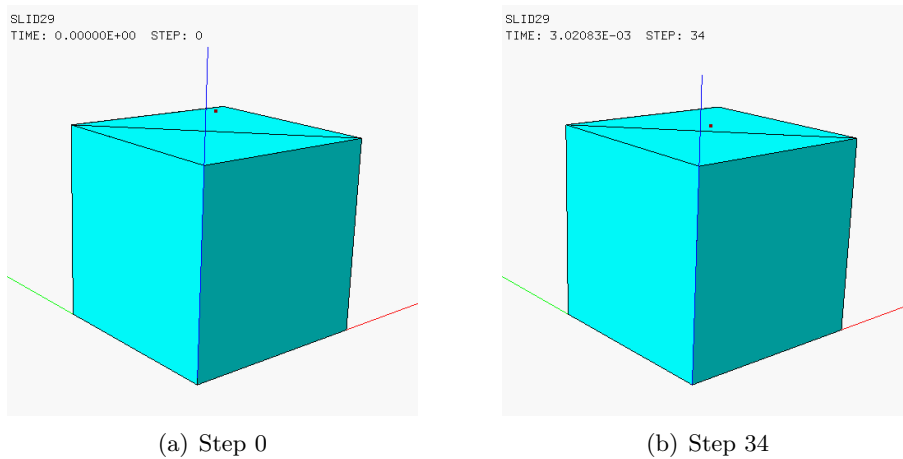 SLID29
TIME: 0.00000E+00 STEP: 0
SLID29
TIME: 3.02083E-03 STEP: 34
(a) Step 0
(b) Step 34